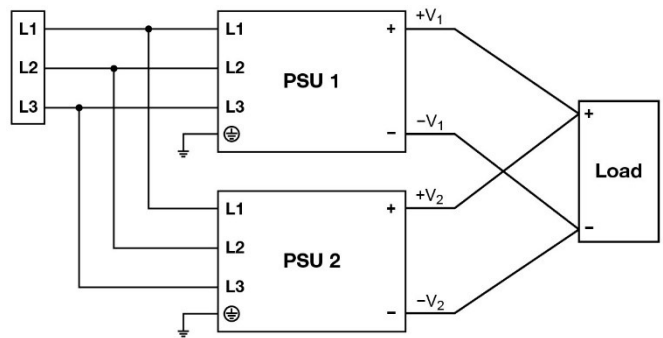 L1
L2
L3
L1
L2
L3
PSU 1
+
−
+V₁
−V₁
L1
L2
L3
PSU 2
+
−
+V₂
−V₂
+
−
Load